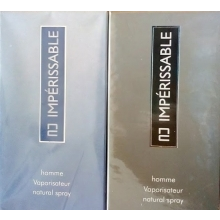 IMPÉRISSABLE
homme
Vaporisateur
natural spray
IMPÉRISSABLE
homme
Vaporisateur
natural spray